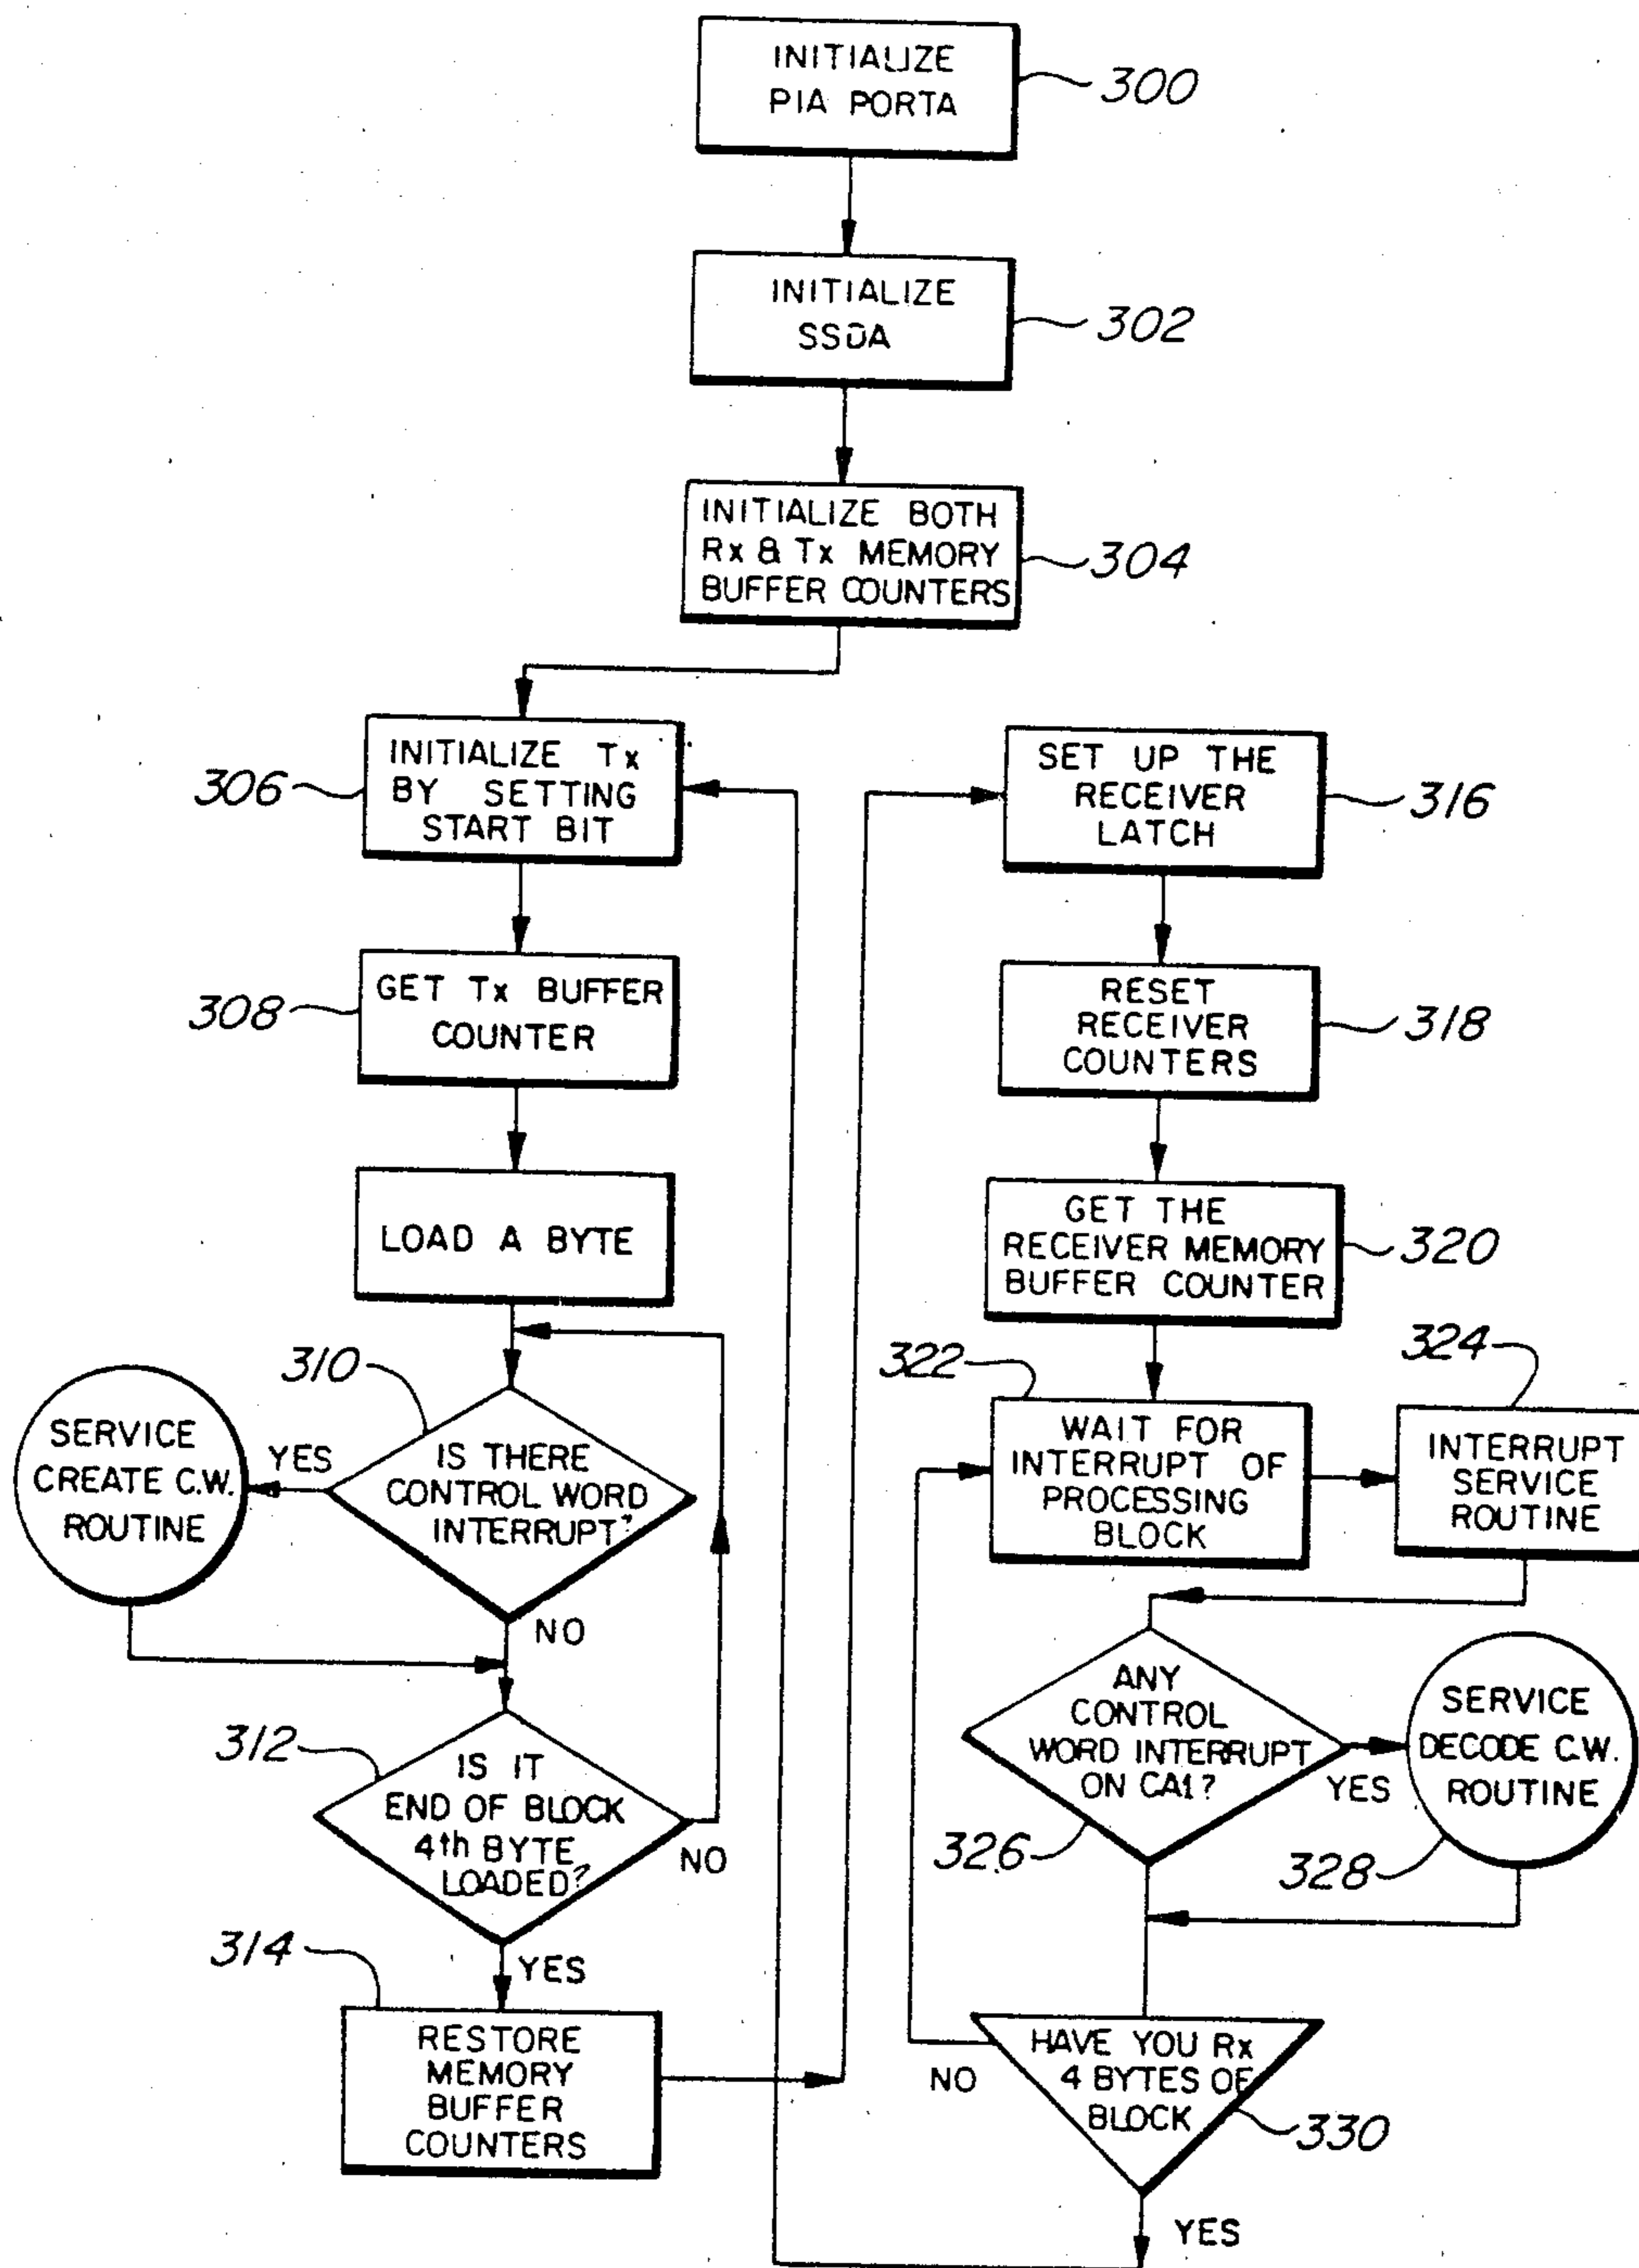 INITIALIZE
PIA PORTA
300
INITIALIZE
SSDA
302
INITIALIZE BOTH
Rx & Tx MEMORY
BUFFER COUNTERS
304
INITIALIZE Tx
BY SETTING
START BIT
306
GET Tx BUFFER
COUNTER
308
LOAD A BYTE
310
IS THERE
CONTROL WORD
INTERRUPT?
YES
SERVICE
CREATE C.W.
ROUTINE
NO
312
IS IT
END OF BLOCK
4th BYTE
LOADED?
NO
YES
314
RESTORE
MEMORY
BUFFER
COUNTERS
SET UP THE
RECEIVER
LATCH
316
RESET
RECEIVER
COUNTERS
318
GET THE
RECEIVER MEMORY
BUFFER COUNTER
320
322
WAIT FOR
INTERRUPT OF
PROCESSING
BLOCK
324
INTERRUPT
SERVICE
ROUTINE
ANY
CONTROL
WORD INTERRUPT
ON CA1?
326
YES
SERVICE
DECODE C.W.
ROUTINE
328
HAVE YOU Rx
4 BYTES OF
BLOCK
330
NO
YES